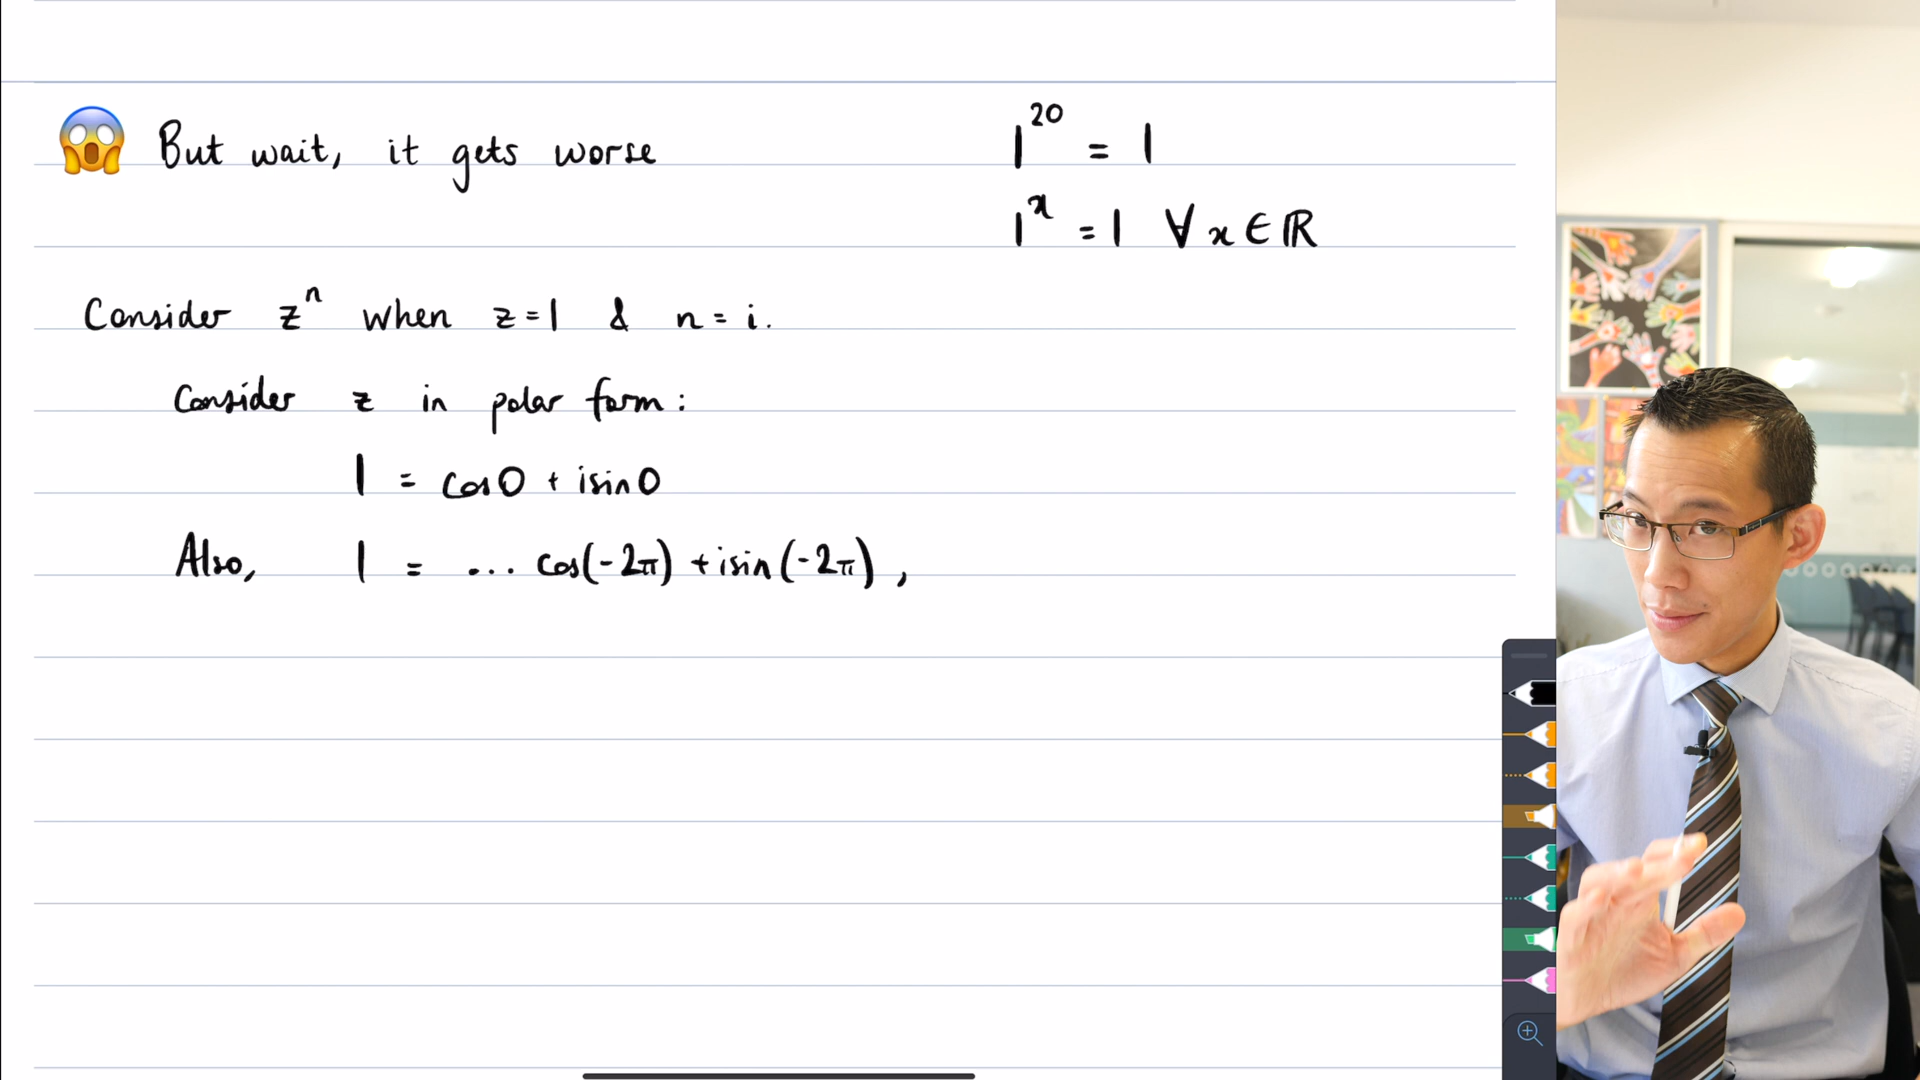 😱 But wait, it gets worse
1^20 = 1
1^x = 1 ∀ x ∈ ℝ
Consider z^n when z = 1 & n = i.
Consider z in polar form:
1 = cos0 + isin0
Also, 1 = ... cos(-2π) + isin(-2π),